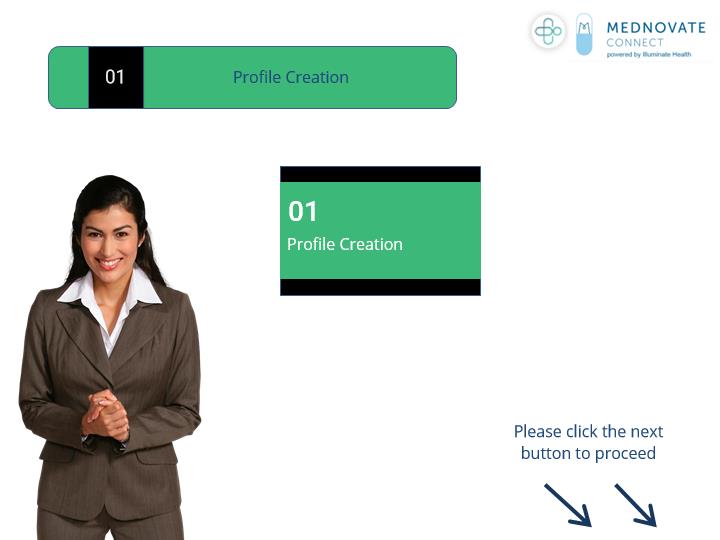 MEDNOVATE
CONNECT
powered by Illuminate Health
01
Profile Creation
01
Profile Creation
Please click the next
button to proceed